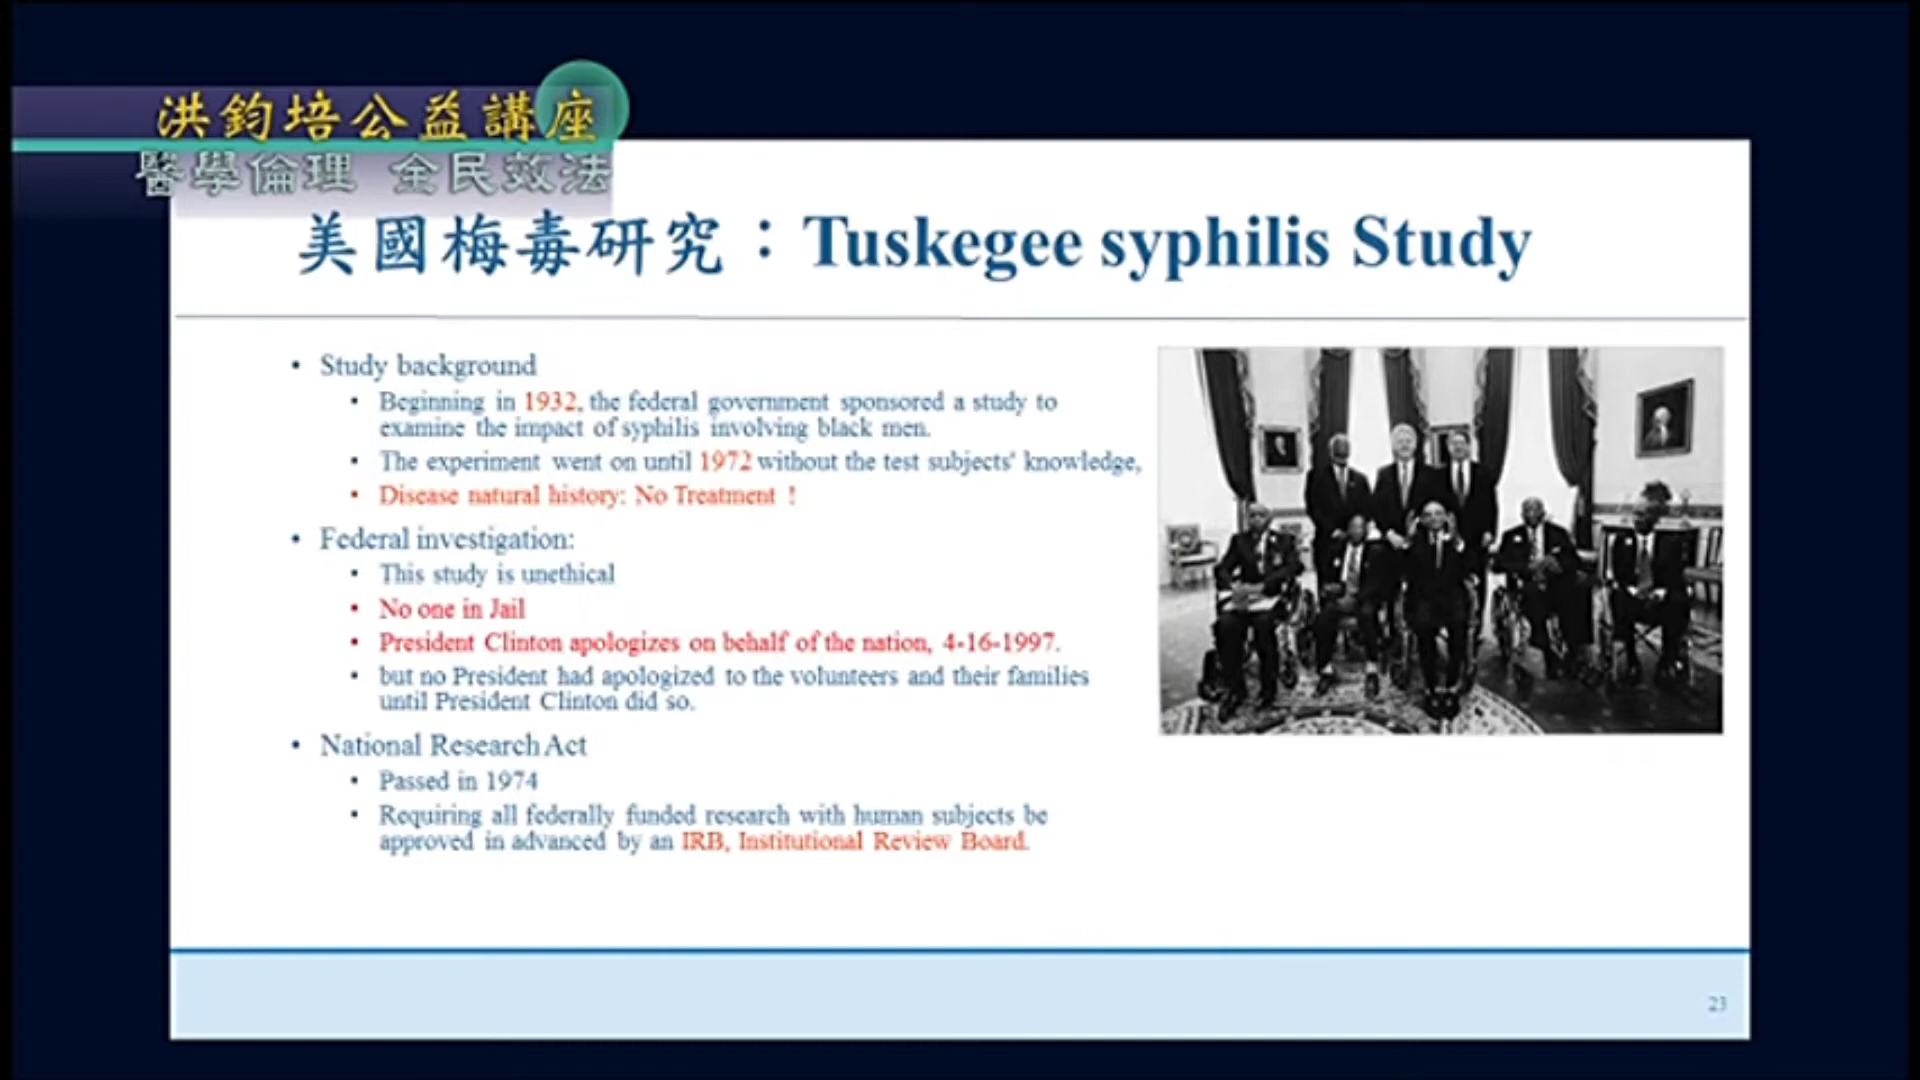 洪鈞培公益講座
醫學倫理 全民效法
美國梅毒研究：Tuskegee syphilis Study
• Study background
• Beginning in 1932, the federal government sponsored a study to
examine the impact of syphilis involving black men.
• The experiment went on until 1972 without the test subjects' knowledge,
• Disease natural history: No Treatment !
• Federal investigation:
• This study is unethical
• No one in Jail
• President Clinton apologizes on behalf of the nation, 4-16-1997.
• but no President had apologized to the volunteers and their families
until President Clinton did so.
• National Research Act
• Passed in 1974
• Requiring all federally funded research with human subjects be
approved in advanced by an IRB, Institutional Review Board.
23